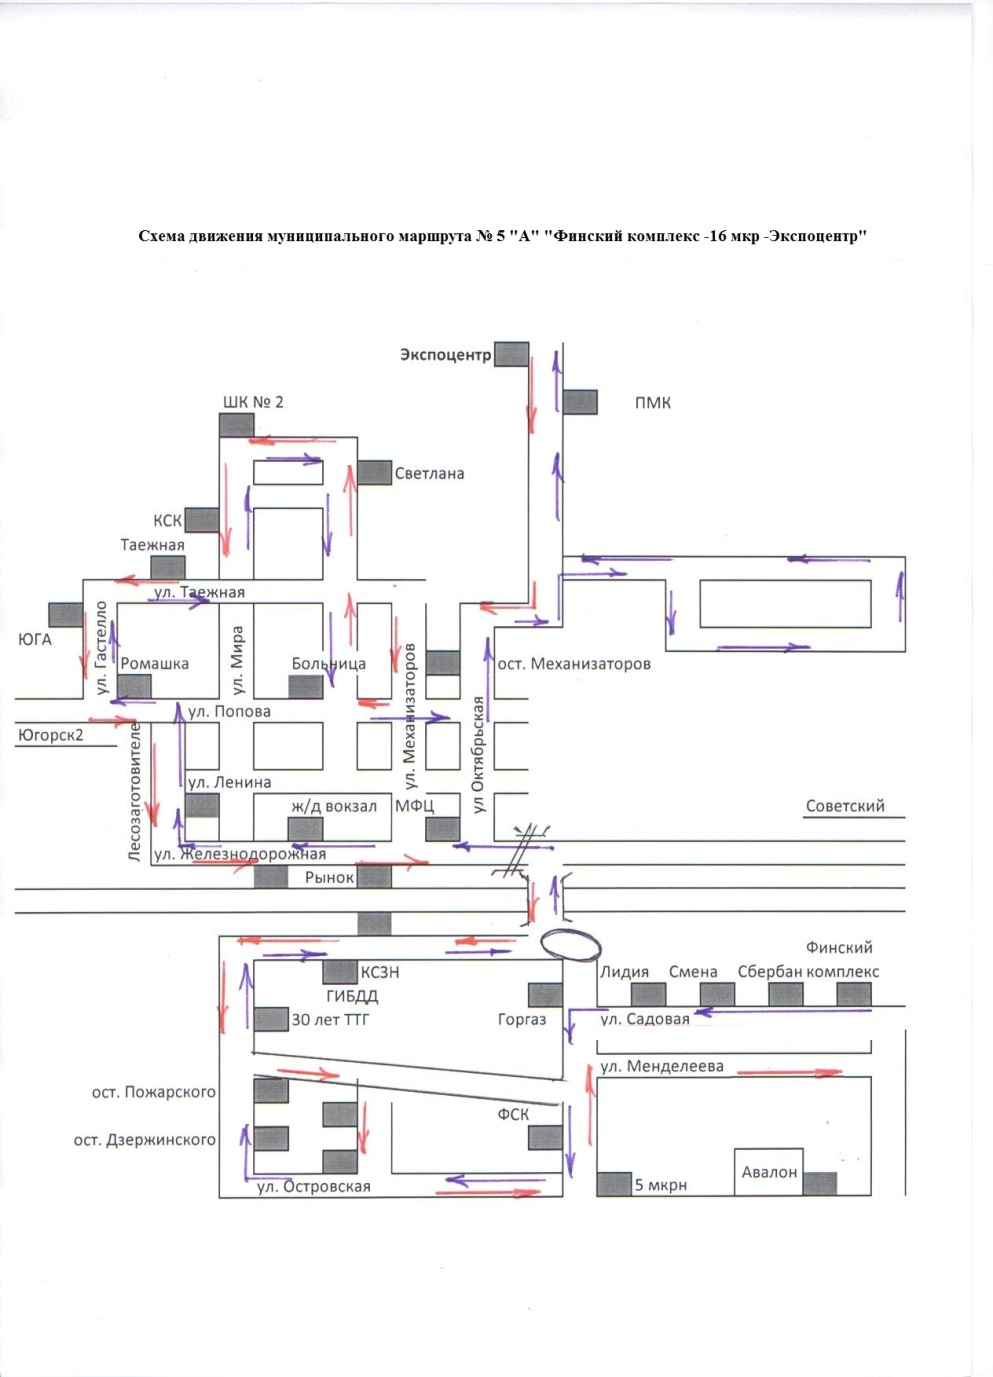 Схема движения муниципального маршрута № 5 "А" "Финский комплекс -16 мкр -Экспоцентр"
Экспоцентр
ПМК
ШК № 2
Светлана
КСК
Таежная
ул. Таежная
ЮГА
ул. Гастелло
Ромашка
ул. Мира
Больница
ул. Механизаторов
ост. Механизаторов
ул. Попова
Югорск2
Лесозаготовителе
ул Октябрьская
ул. Ленина
ж/д вокзал
МФЦ
Советский
ул. Железнодорожная
Рынок
КСЗН
ГИБДД
30 лет ТТГ
Горгаз
Финский
Лидия Смена Сбербан комплекс
ул. Садовая
ул. Менделеева
ост. Пожарского
ФСК
ост. Дзержинского
ул. Островская
5 мкрн
Авалон